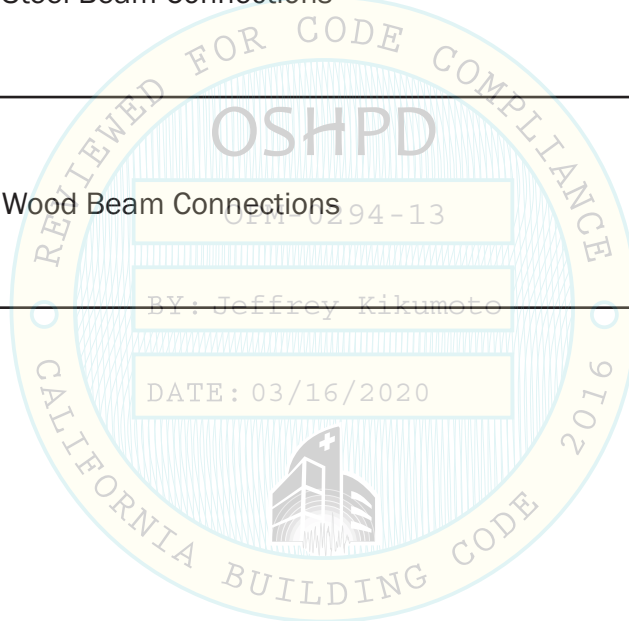 Steel Beam Connections
REVIEWED FOR CODE COMPLIANCE
OSHPD
Wood Beam Connections
OPM-0294-13
BY: Jeffrey Kikumoto
DATE: 03/16/2020
CALIFORNIA BUILDING CODE 2016